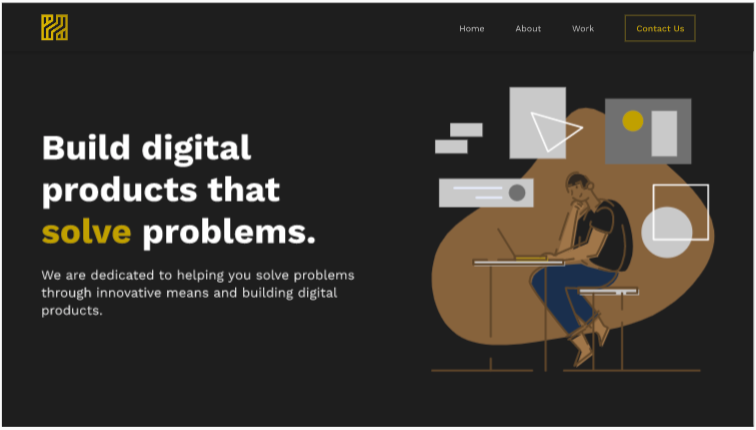 Home About Work Contact Us
Build digital
products that
solve problems.
We are dedicated to helping you solve problems
through innovative means and building digital
products.